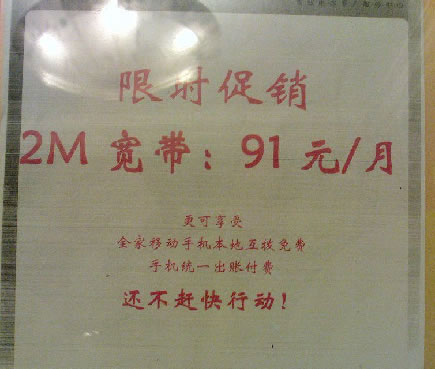 限时促销
2M 宽带：91 元/月
更可享受
全家移动手机本地互拨免费
手机统一出账付费
还不赶快行动！